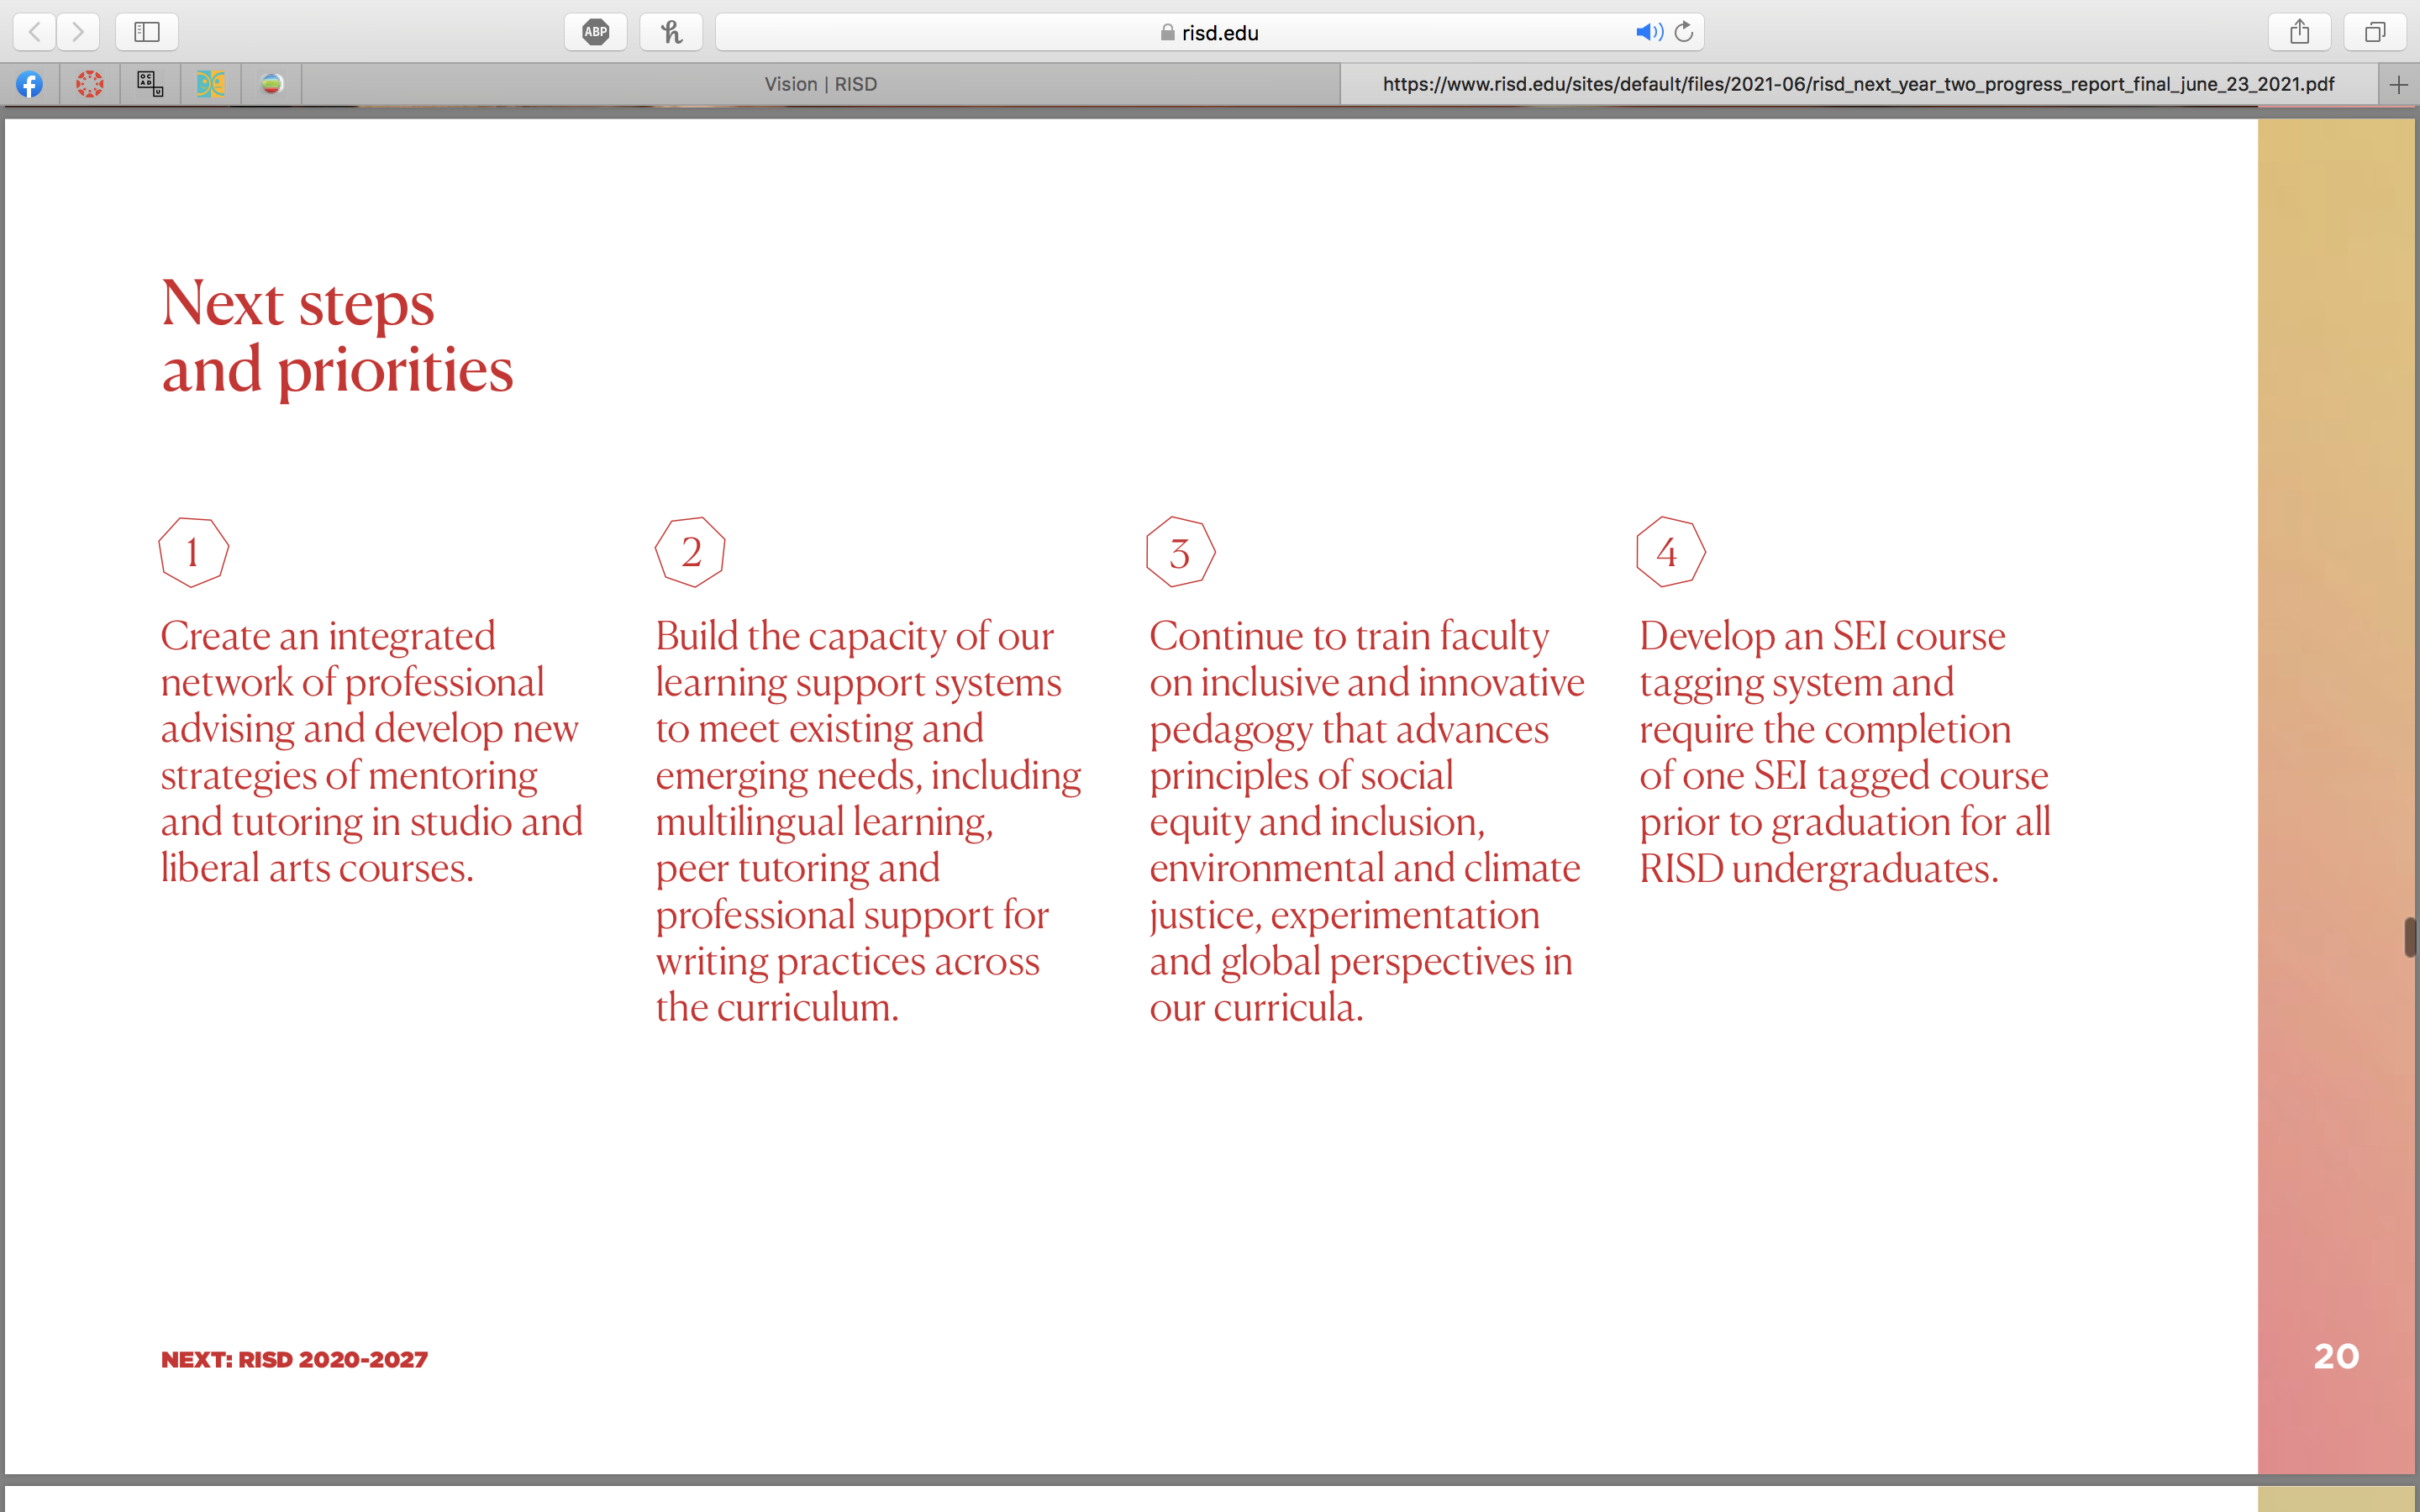 ABP
risd.edu
OC
AD
U
Vision | RISD
https://www.risd.edu/sites/default/files/2021-06/risd_next_year_two_progress_report_final_june_23_2021.pdf
Next steps
and priorities
1
Create an integrated
network of professional
advising and develop new
strategies of mentoring
and tutoring in studio and
liberal arts courses.
2
Build the capacity of our
learning support systems
to meet existing and
emerging needs, including
multilingual learning,
peer tutoring and
professional support for
writing practices across
the curriculum.
3
Continue to train faculty
on inclusive and innovative
pedagogy that advances
principles of social
equity and inclusion,
environmental and climate
justice, experimentation
and global perspectives in
our curricula.
4
Develop an SEI course
tagging system and
require the completion
of one SEI tagged course
prior to graduation for all
RISD undergraduates.
NEXT: RISD 2020-2027
20